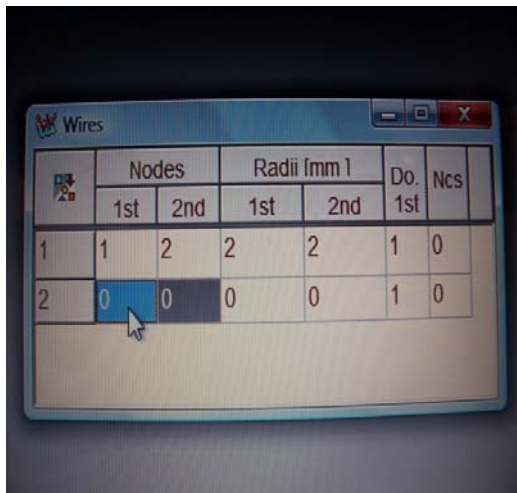 Wires
Nodes Radii [mm] Do. 1st Ncs
1st 2nd 1st 2nd
1 1 2 2 2 1 0
2 0 0 0 0 1 0